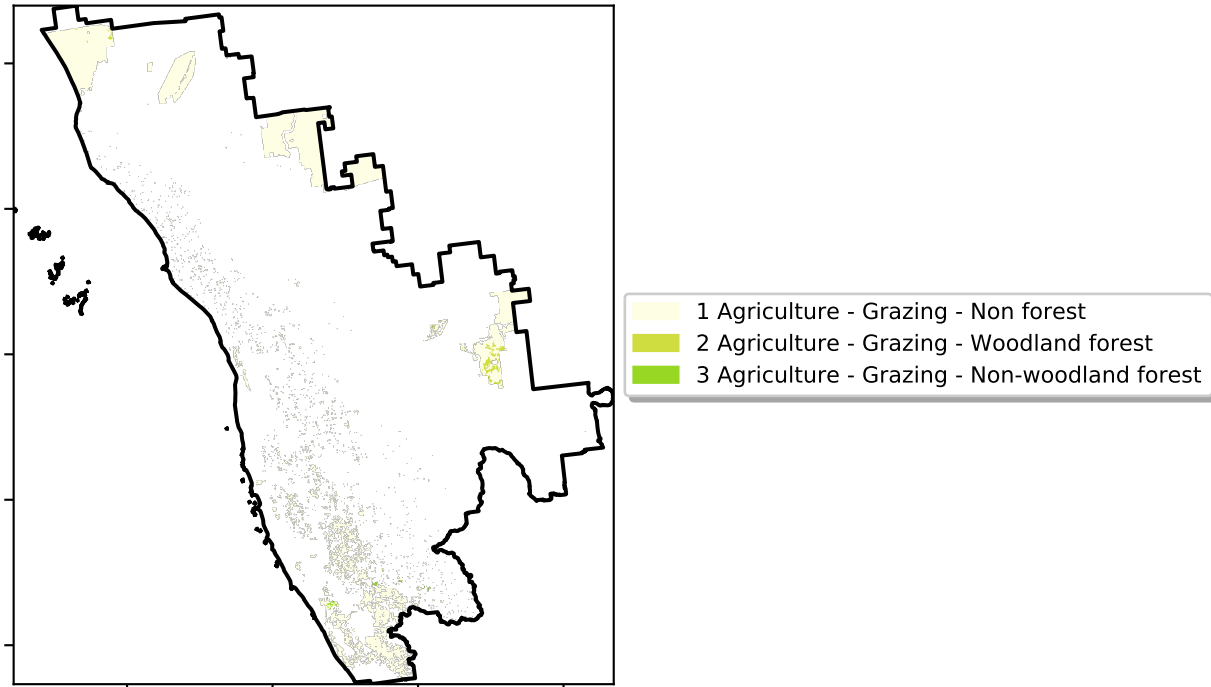 1 Agriculture - Grazing - Non forest
2 Agriculture - Grazing - Woodland forest
3 Agriculture - Grazing - Non-woodland forest